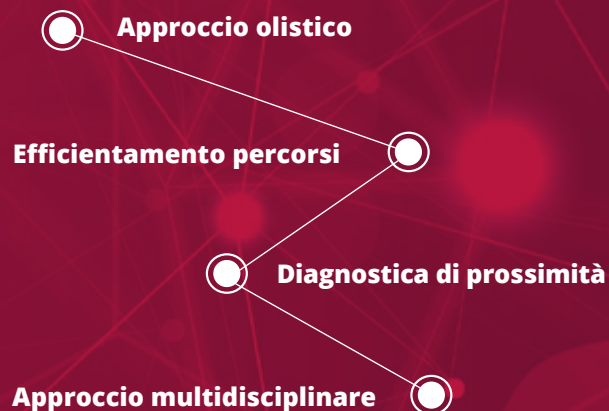 Approccio olistico
Efficientamento percorsi
Diagnostica di prossimità
Approccio multidisciplinare